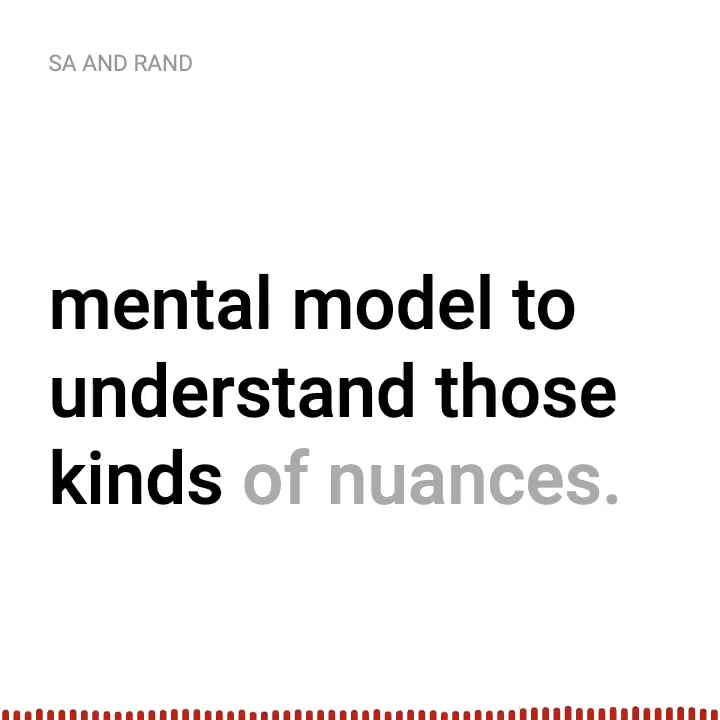 SA AND RAND
mental model to
understand those
kinds of nuances.